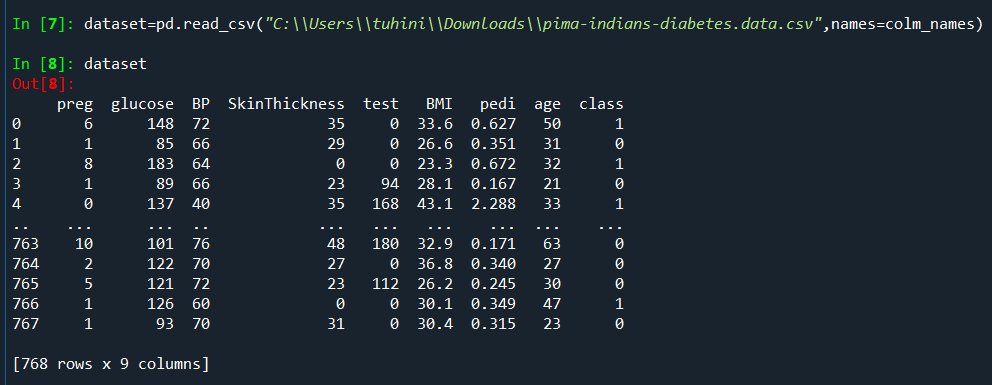 In [7]: dataset=pd.read_csv("C:\\Users\\tuhini\\Downloads\\pima-indians-diabetes.data.csv",names=colm_names)
In [8]: dataset
Out[8]:
preg glucose BP SkinThickness test BMI pedi age class
0 6 148 72 35 0 33.6 0.627 50 1
1 1 85 66 29 0 26.6 0.351 31 0
2 8 183 64 0 0 23.3 0.672 32 1
3 1 89 66 23 94 28.1 0.167 21 0
4 0 137 40 35 168 43.1 2.288 33 1
.. ... ... .. ... ... ... ... ... ...
763 10 101 76 48 180 32.9 0.171 63 0
764 2 122 70 27 0 36.8 0.340 27 0
765 5 121 72 23 112 26.2 0.245 30 0
766 1 126 60 0 0 30.1 0.349 47 1
767 1 93 70 31 0 30.4 0.315 23 0
[768 rows x 9 columns]